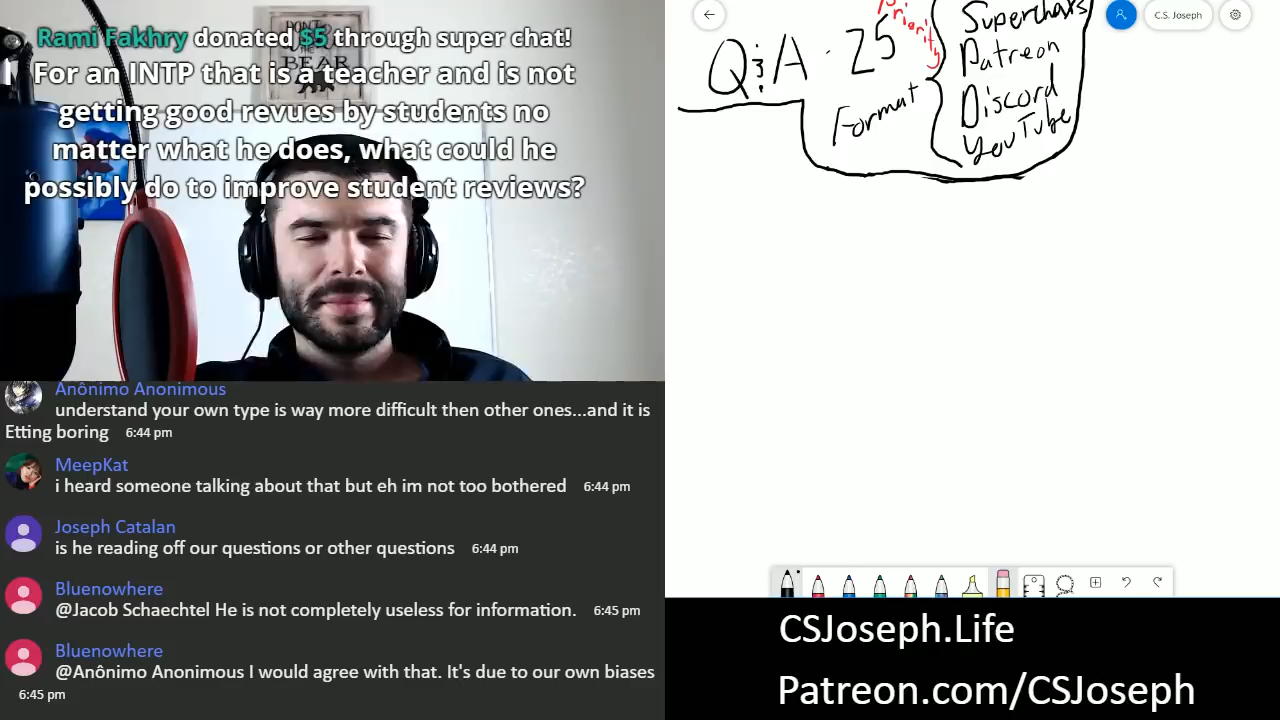 Rami Fakhry donated $5 through super chat!
For an INTP that is a teacher and is not
getting good revues by students no
matter what he does, what could he
possibly do to improve student reviews?
DON'T
BEAR
Anônimo Anonimous
understand your own type is way more difficult then other ones...and it is
Etting boring 6:44 pm
MeepKat
i heard someone talking about that but eh im not too bothered 6:44 pm
Joseph Catalan
is he reading off our questions or other questions 6:44 pm
Bluenowhere
@Jacob Schaechtel He is not completely useless for information. 6:45 pm
Bluenowhere
@Anônimo Anonimous I would agree with that. It's due to our own biases
6:45 pm
Q&A · 25
Format
Priority
Superchats
Patreon
Discord
YouTube
C.S. Joseph
CSJoseph.Life
Patreon.com/CSJoseph